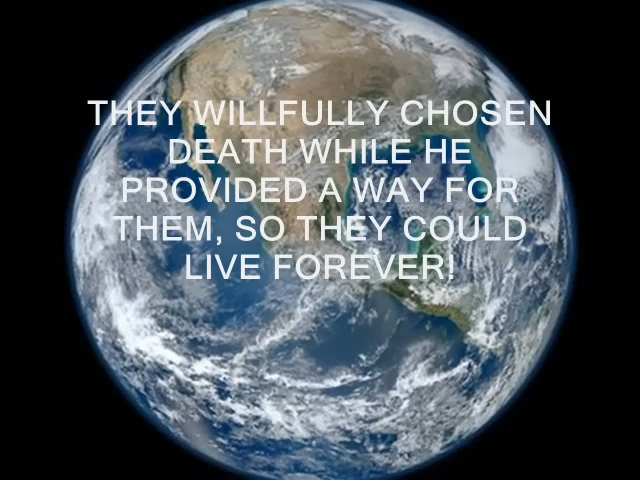 THEY WILLFULLY CHOSEN
DEATH WHILE HE
PROVIDED A WAY FOR
THEM, SO THEY COULD
LIVE FOREVER!